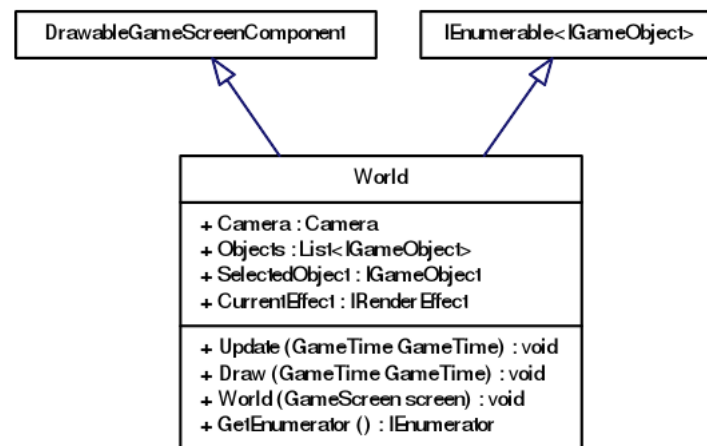 DrawableGameScreenComponent
IEnumerable<IGameObject>
World
+ Camera : Camera
+ Objects : List<IGameObject>
+ SelectedObject : IGameObject
+ CurrentEffect : IRenderEffect
+ Update (GameTime GameTime) : void
+ Draw (GameTime GameTime) : void
+ World (GameScreen screen) : void
+ GetEnumerator () : IEnumerator